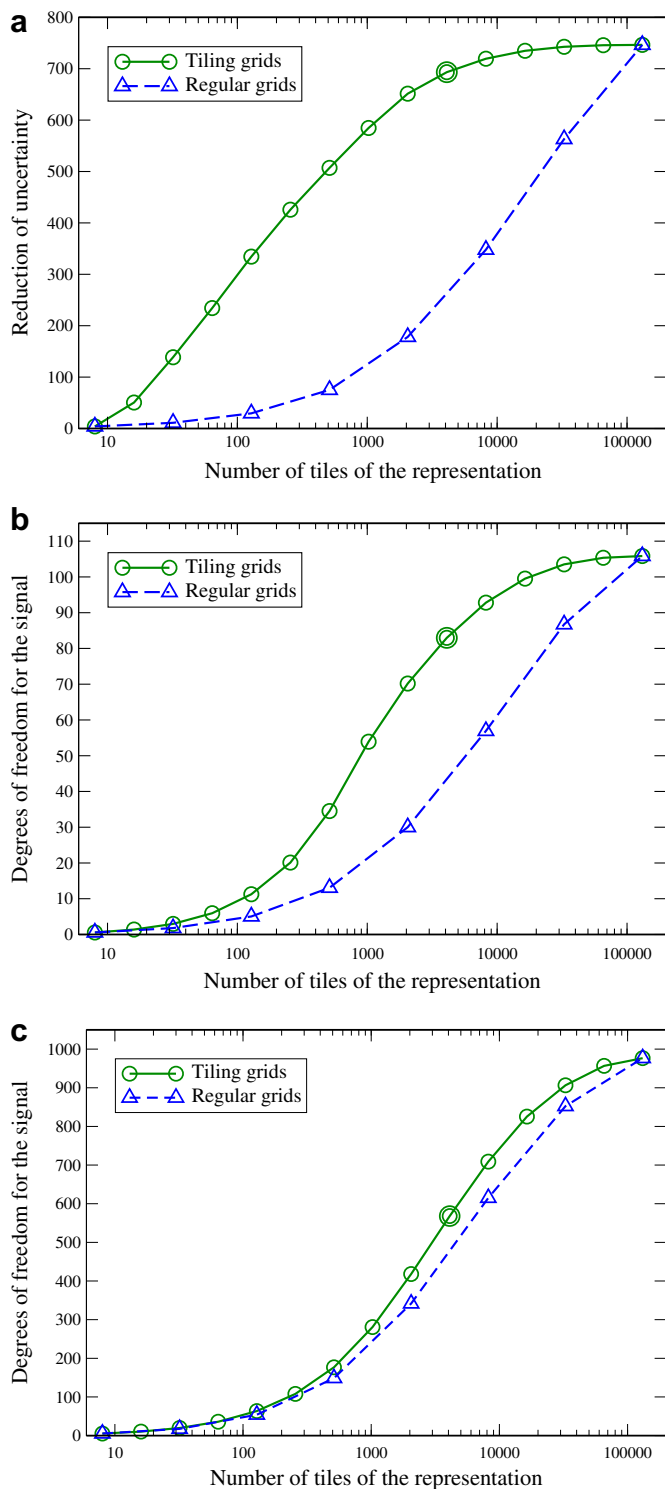 a
800
700
600
500
400
300
200
100
0
Reduction of uncertainty
Tiling grids
Regular grids
10 100 1000 10000 100000
Number of tiles of the representation
b
110
100
90
80
70
60
50
40
30
20
10
0
Degrees of freedom for the signal
Tiling grids
Regular grids
10 100 1000 10000 100000
Number of tiles of the representation
c
1000
900
800
700
600
500
400
300
200
100
0
Degrees of freedom for the signal
Tiling grids
Regular grids
10 100 1000 10000 100000
Number of tiles of the representation